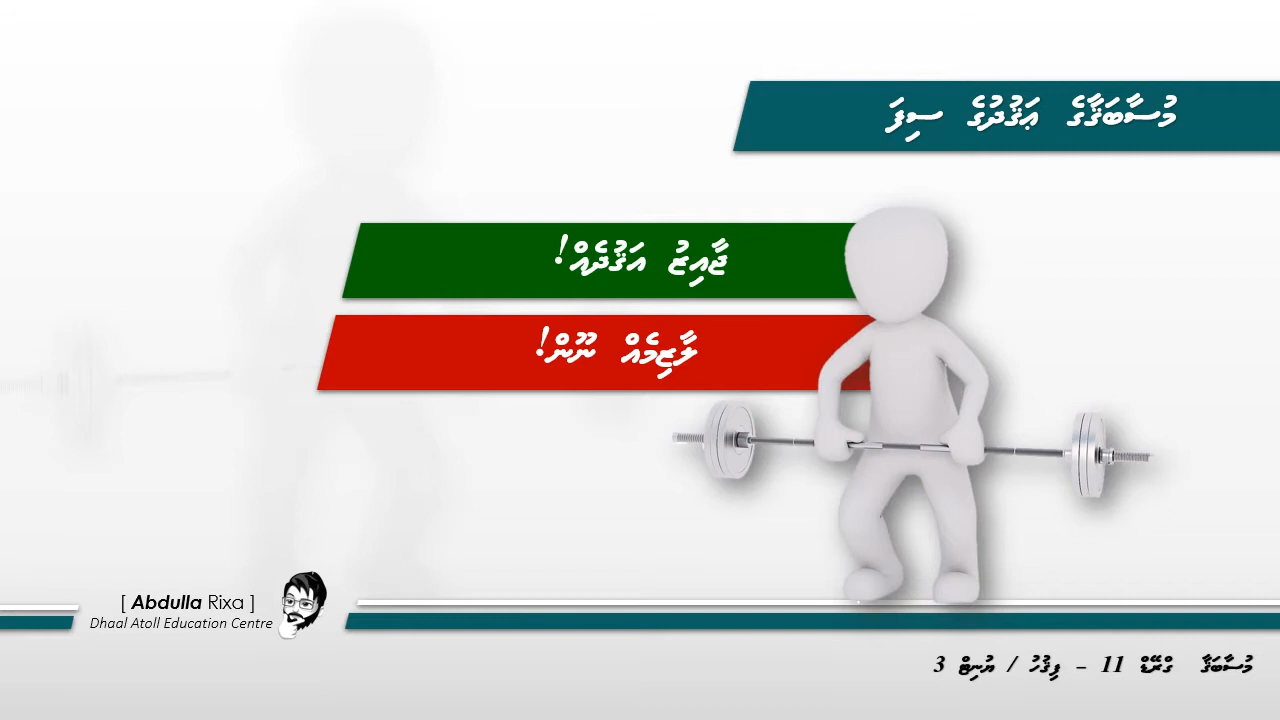 މުސާބަޤާގެ ޢަޤުދުގެ ސިފަ
ޖާއިޒު އަޤުދެއް!
ލާޒިމެއް ނޫން!
[ Abdulla Rixa ]
Dhaal Atoll Education Centre
މުސާބަޤާ ގްރޭޑް 11 - ފިޤުހު / ޔުނިޓް 3